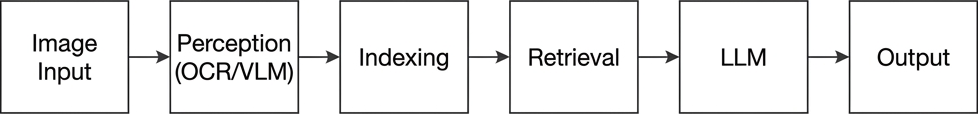 Image
Input
Perception
(OCR/VLM)
Indexing
Retrieval
LLM
Output